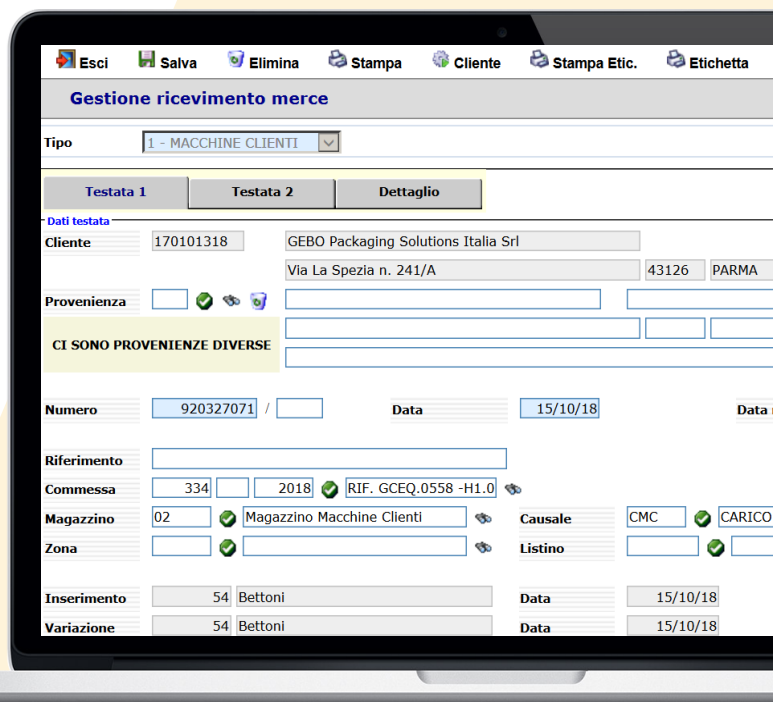 Esci Salva Elimina Stampa Cliente Stampa Etic. Etichetta
Gestione ricevimento merce
Tipo 1 - MACCHINE CLIENTI
Testata 1 Testata 2 Dettaglio
Dati testata
Cliente 170101318 GEBO Packaging Solutions Italia Srl
Via La Spezia n. 241/A 43126 PARMA
Provenienza
CI SONO PROVENIENZE DIVERSE
Numero 920327071 / Data 15/10/18 Data
Riferimento
Commessa 334 2018 RIF. GCEQ.0558 -H1.0
Magazzino 02 Magazzino Macchine Clienti Causale CMC CARICO
Zona Listino
Inserimento 54 Bettoni Data 15/10/18
Variazione 54 Bettoni Data 15/10/18